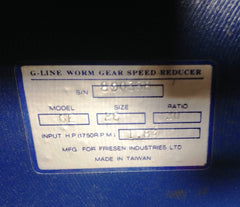 G-LINE WORM GEAR SPEED REDUCER
S/N
MODEL SIZE RATIO
INPUT H.P.(1750R.P.M.)
MFG FOR FRIESEN INDUSTRIES LTD
MADE IN TAIWAN